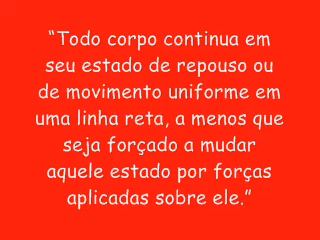 “Todo corpo continua em
seu estado de repouso ou
de movimento uniforme em
uma linha reta, a menos que
seja forçado a mudar
aquele estado por forças
aplicadas sobre ele.”